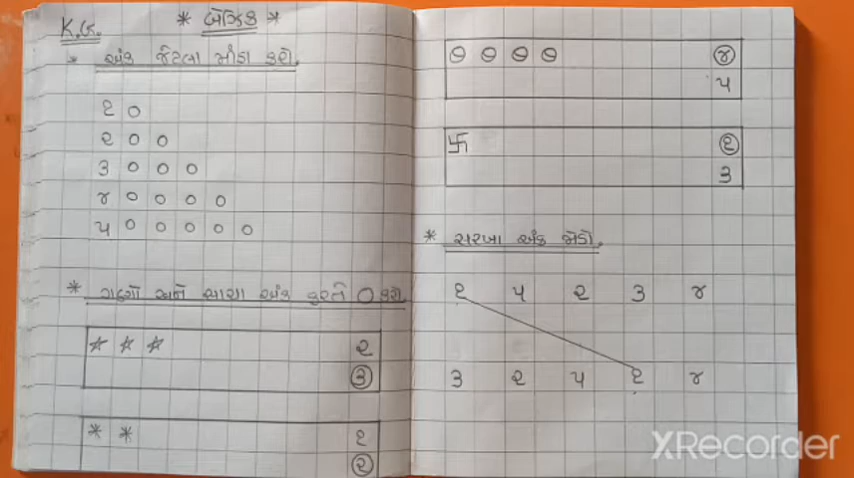 K.G.
* બેઝિક *
* અંક જેટલા મીંડા કરો.
૧ ૦
૨ ૦ ૦
૩ ૦ ૦ ૦
૪ ૦ ૦ ૦ ૦
૫ ૦ ૦ ૦ ૦ ૦
* ગણો અને સાચા અંક ફરતે ૦ કરો.
૨
૩
૧
૨
૪
૫
૧
૩
* સરખા અંક જોડો.
૧ ૫ ૨ ૩ ૪
૩ ૨ ૫ ૧ ૪
XRecorder